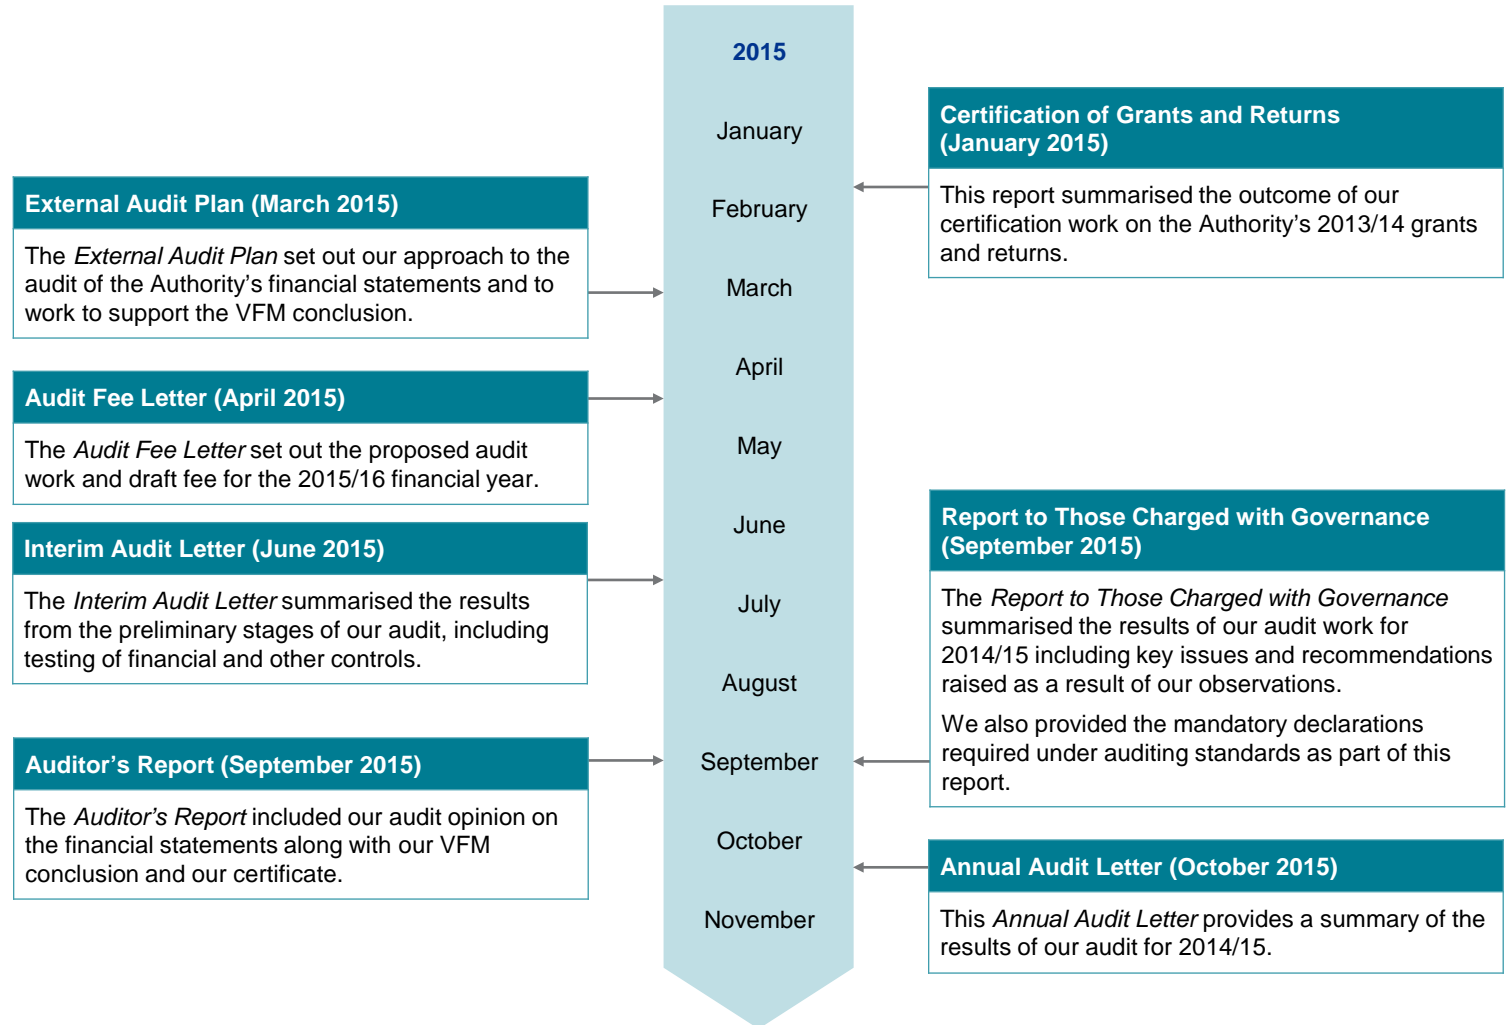 2015
January
February
March
April
May
June
July
August
September
October
November
External Audit Plan (March 2015)
The External Audit Plan set out our approach to the
audit of the Authority’s financial statements and to
work to support the VFM conclusion.
Audit Fee Letter (April 2015)
The Audit Fee Letter set out the proposed audit
work and draft fee for the 2015/16 financial year.
Interim Audit Letter (June 2015)
The Interim Audit Letter summarised the results
from the preliminary stages of our audit, including
testing of financial and other controls.
Auditor’s Report (September 2015)
The Auditor’s Report included our audit opinion on
the financial statements along with our VFM
conclusion and our certificate.
Certification of Grants and Returns
(January 2015)
This report summarised the outcome of our
certification work on the Authority’s 2013/14 grants
and returns.
Report to Those Charged with Governance
(September 2015)
The Report to Those Charged with Governance
summarised the results of our audit work for
2014/15 including key issues and recommendations
raised as a result of our observations.
We also provided the mandatory declarations
required under auditing standards as part of this
report.
Annual Audit Letter (October 2015)
This Annual Audit Letter provides a summary of the
results of our audit for 2014/15.